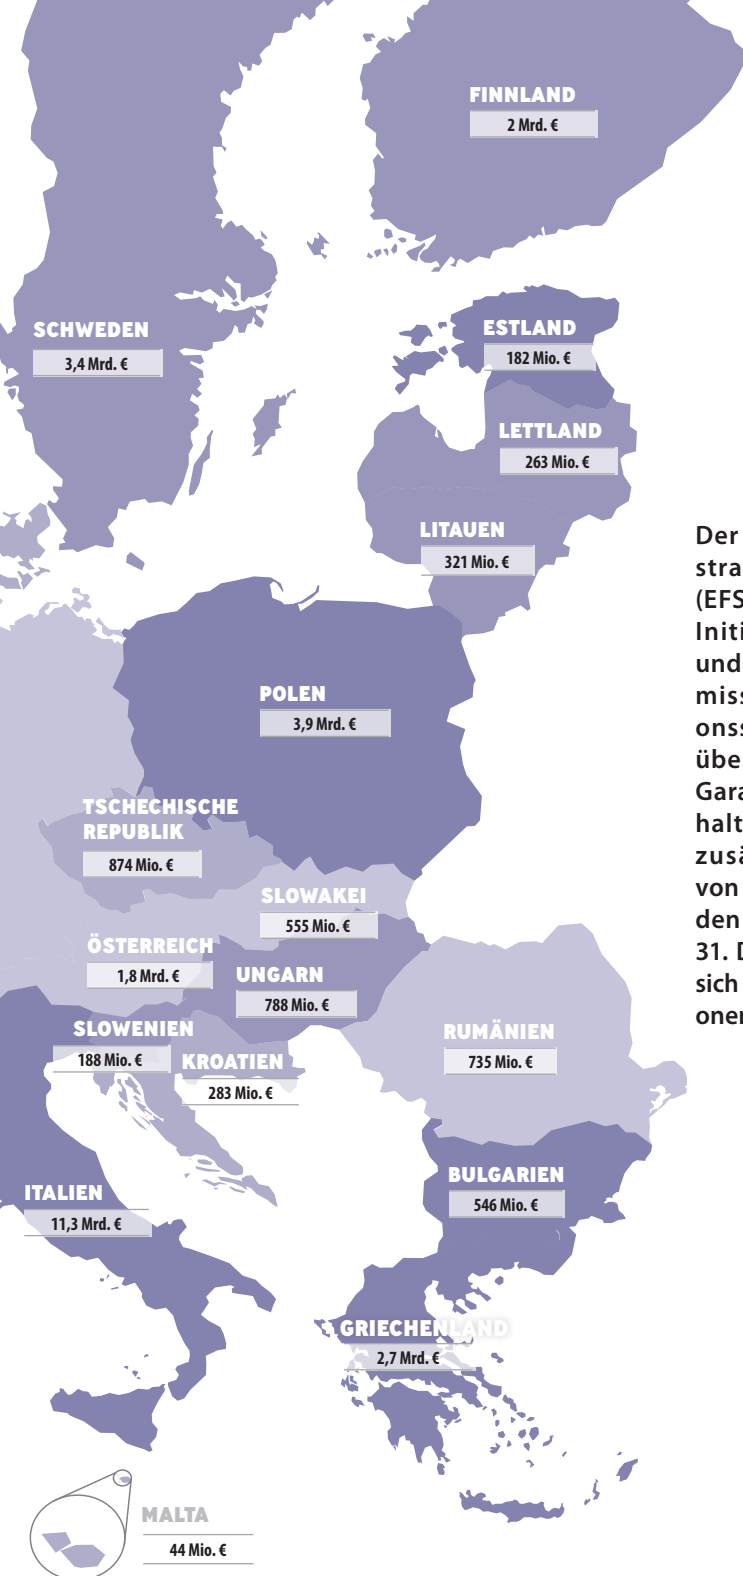 FINNLAND
2 Mrd. €
SCHWEDEN
3,4 Mrd. €
ESTLAND
182 Mio. €
LETTLAND
263 Mio. €
LITAUEN
321 Mio. €
POLEN
3,9 Mrd. €
TSCHECHISCHE
REPUBLIK
874 Mio. €
SLOWAKEI
555 Mio. €
ÖSTERREICH
1,8 Mrd. €
UNGARN
788 Mio. €
SLOWENIEN
188 Mio. €
KROATIEN
283 Mio. €
RUMÄNIEN
735 Mio. €
BULGARIEN
546 Mio. €
ITALIEN
11,3 Mrd. €
GRIECHENLAND
2,7 Mrd. €
MALTA
44 Mio. €
Der
stra
(EFS
Initi
und
miss
onss
übe
Gara
halt
zusä
von
den
31. D
sich
oner